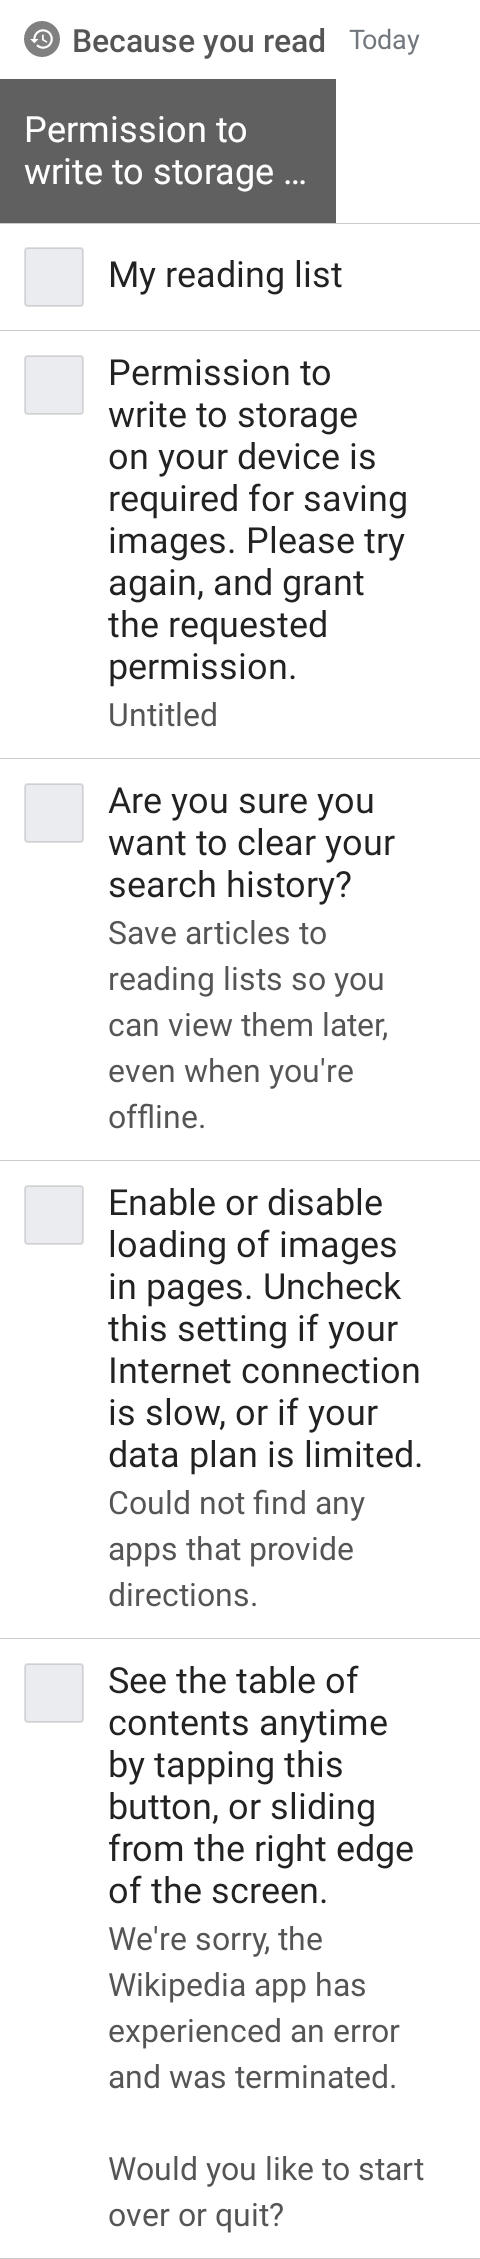 Because you read Today
Permission to
write to storage ...
My reading list
Permission to
write to storage
on your device is
required for saving
images. Please try
again, and grant
the requested
permission.
Untitled
Are you sure you
want to clear your
search history?
Save articles to
reading lists so you
can view them later,
even when you're
offline.
Enable or disable
loading of images
in pages. Uncheck
this setting if your
Internet connection
is slow, or if your
data plan is limited.
Could not find any
apps that provide
directions.
See the table of
contents anytime
by tapping this
button, or sliding
from the right edge
of the screen.
We're sorry, the
Wikipedia app has
experienced an error
and was terminated.
Would you like to start
over or quit?